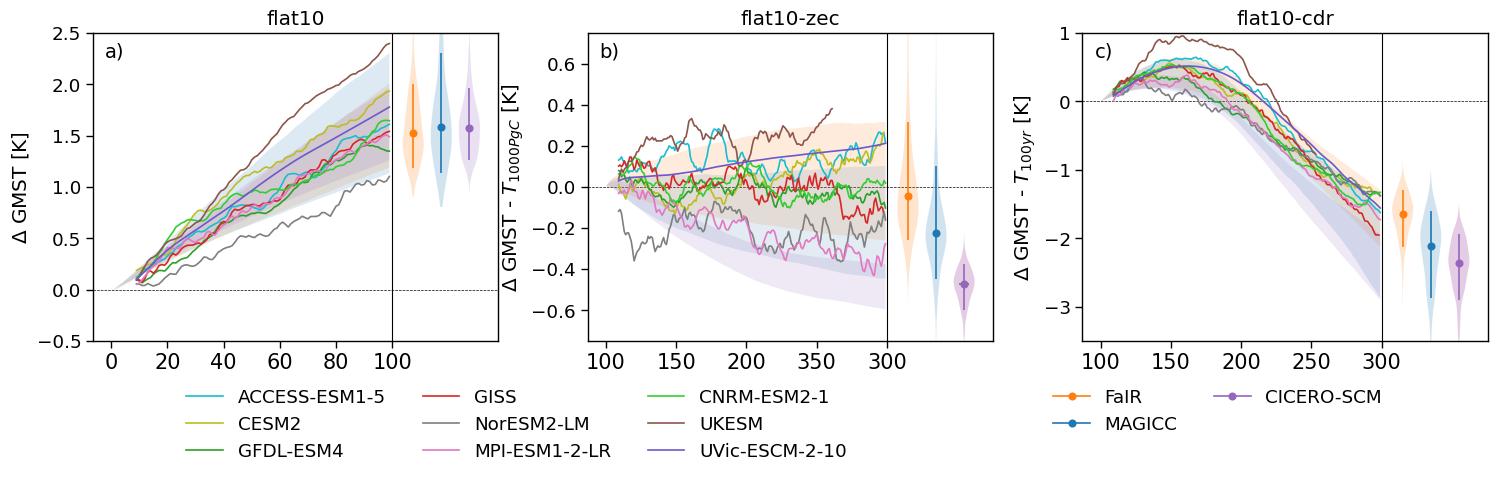 flat10
flat10-zec
flat10-cdr
a)
b)
c)
Δ GMST [K]
2.5
2.0
1.5
1.0
0.5
0.0
−0.5
0 20 40 60 80 100
Δ GMST - T1000PgC [K]
0.6
0.4
0.2
0.0
−0.2
−0.4
−0.6
100 150 200 250 300
Δ GMST - T100yr [K]
1
0
−1
−2
−3
100 150 200 250 300
ACCESS-ESM1-5 GISS CNRM-ESM2-1 FaIR CICERO-SCM
CESM2 NorESM2-LM UKESM MAGICC
GFDL-ESM4 MPI-ESM1-2-LR UVic-ESCM-2-10